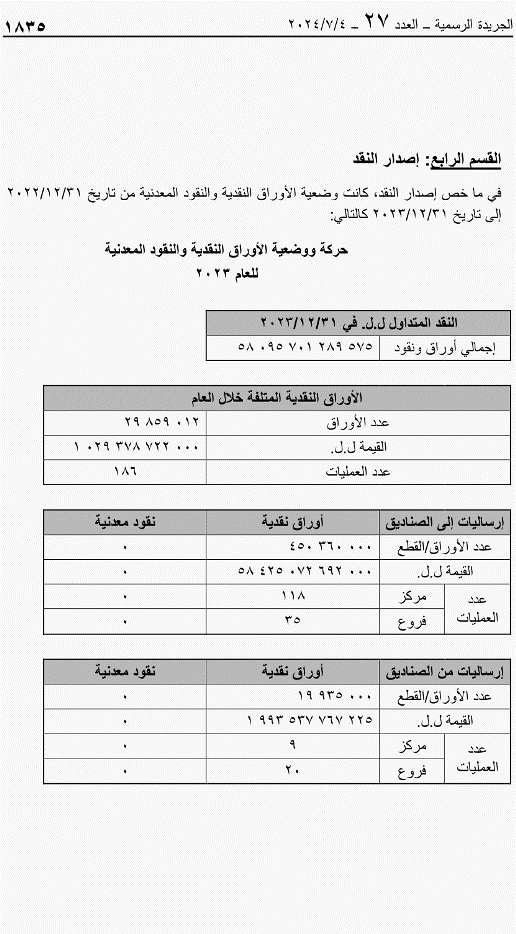 الجريدة الرسمية ــ العدد ٢٧ ــ ٢٠٢٤/٧/٤
١٨٣٥
القسم الرابع: إصدار النقد
في ما خص إصدار النقد، كانت وضعية الأوراق النقدية والنقود المعدنية من تاريخ ٢٠٢٢/١٢/٣١
إلى تاريخ ٢٠٢٣/١٢/٣١ كالتالي:
حركة ووضعية الأوراق النقدية والنقود المعدنية
للعام ٢٠٢٣
النقد المتداول ل.ل. في ٢٠٢٣/١٢/٣١
إجمالي أوراق ونقود ٥٨ ٠٩٥ ٧٠١ ٢٨٩ ٥٧٥
الأوراق النقدية المتلفة خلال العام
عدد الأوراق ٢٩ ٨٥٩ ٠١٢
القيمة ل.ل. ١ ٠٢٩ ٣٧٨ ٧٢٢ ٠٠٠
عدد العمليات ١٨٦
إرساليات إلى الصناديق أوراق نقدية نقود معدنية
عدد الأوراق/القطع ٤٥٠ ٣٦٠ ٠٠٠ ٠
القيمة ل.ل. ٥٨ ٤٢٥ ٠٧٢ ٦٩٢ ٠٠٠ ٠
عدد العمليات مركز ١١٨ ٠
فروع ٣٥ ٠
إرساليات من الصناديق أوراق نقدية نقود معدنية
عدد الأوراق/القطع ١٩ ٩٣٥ ٠٠٠ ٠
القيمة ل.ل. ١ ٩٩٣ ٥٣٧ ٧٦٧ ٢٢٥ ٠
عدد العمليات مركز ٩ ٠
فروع ٢٠ ٠